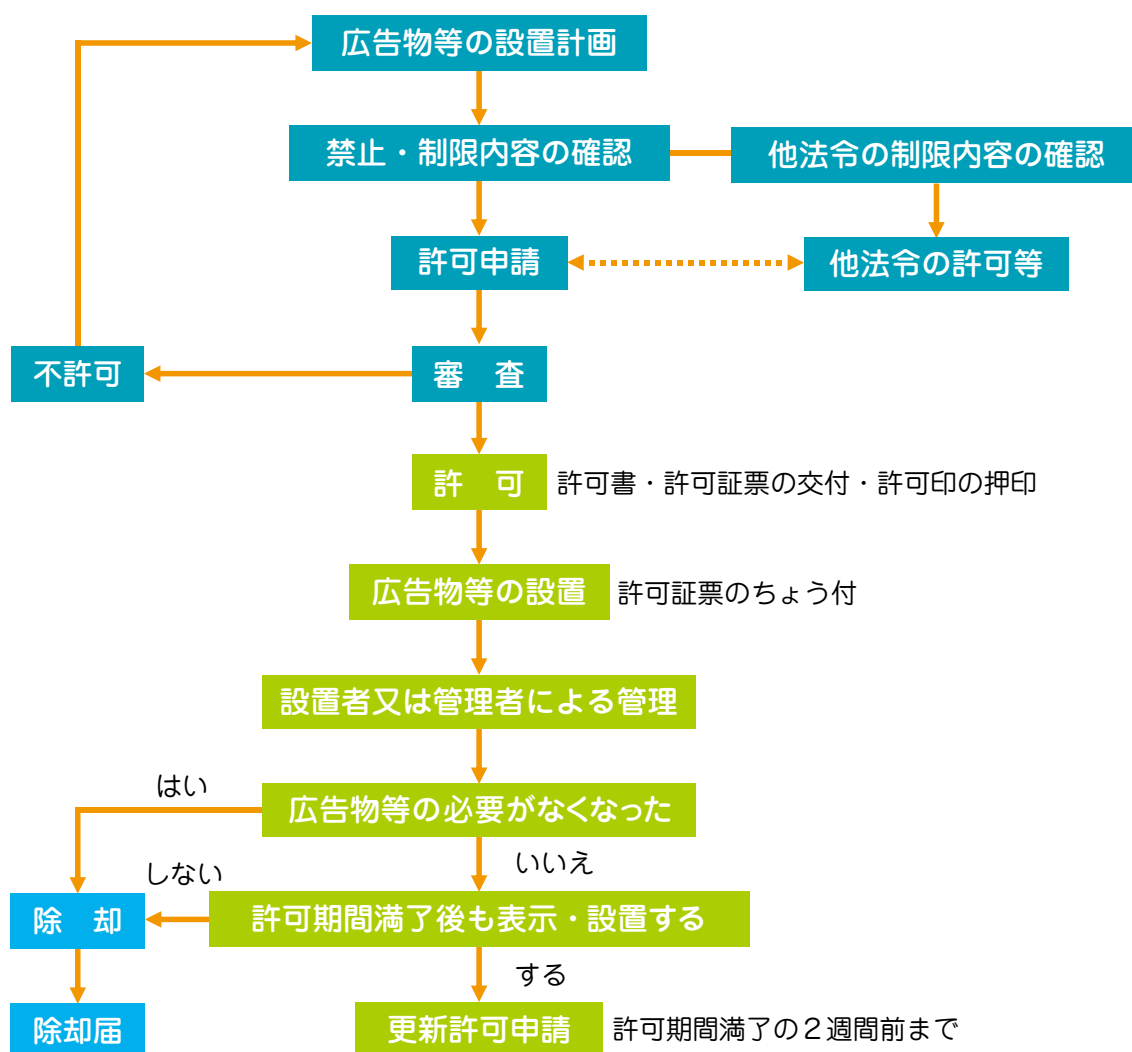 広告物等の設置計画
禁止・制限内容の確認
他法令の制限内容の確認
許可申請
他法令の許可等
不許可
審　査
許　可
許可書・許可証票の交付・許可印の押印
広告物等の設置
許可証票のちょう付
設置者又は管理者による管理
はい
広告物等の必要がなくなった
いいえ
しない
除　却
許可期間満了後も表示・設置する
する
除却届
更新許可申請
許可期間満了の２週間前まで